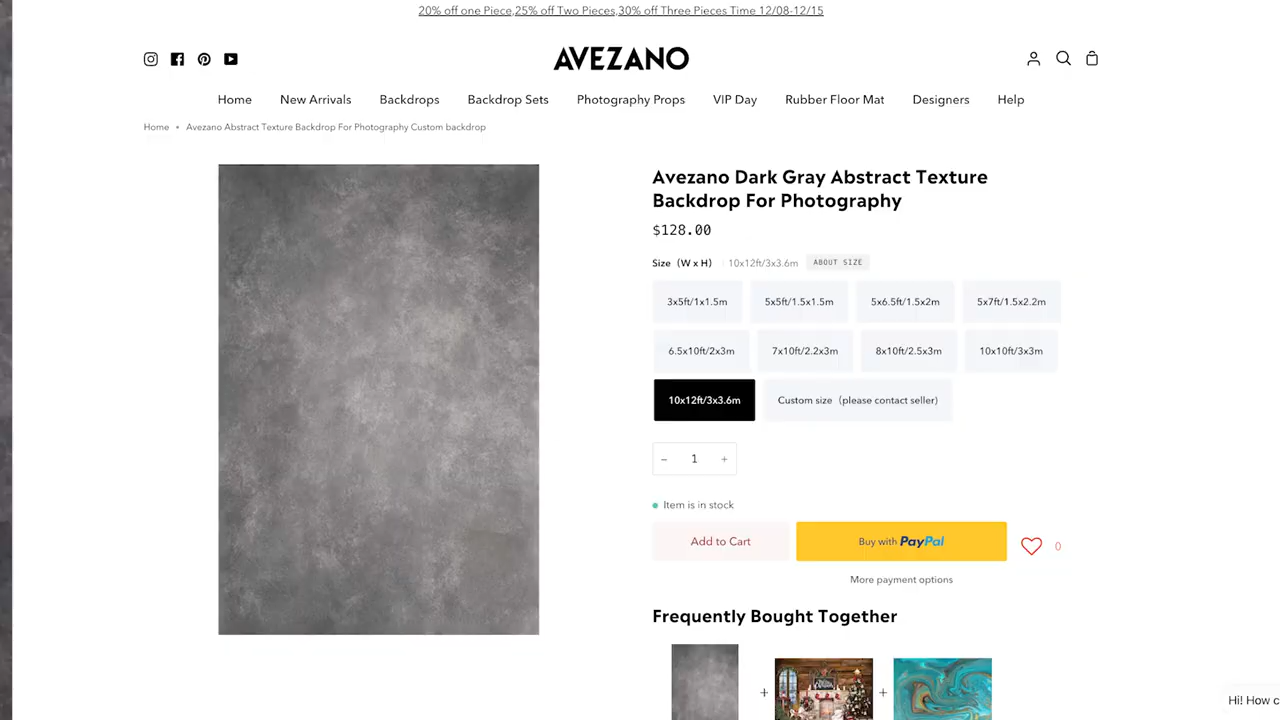 20% off one Piece,25% off Two Pieces,30% off Three Pieces Time 12/08-12/15
AVEZANO
Home New Arrivals Backdrops Backdrop Sets Photography Props VIP Day Rubber Floor Mat Designers Help
Home • Avezano Abstract Texture Backdrop For Photography Custom backdrop
Avezano Dark Gray Abstract Texture
Backdrop For Photography
$128.00
Size（W x H） 10x12ft/3x3.6m ABOUT SIZE
3x5ft/1x1.5m 5x5ft/1.5x1.5m 5x6.5ft/1.5x2m 5x7ft/1.5x2.2m
6.5x10ft/2x3m 7x10ft/2.2x3m 8x10ft/2.5x3m 10x10ft/3x3m
10x12ft/3x3.6m Custom size（please contact seller)
– 1 +
Item is in stock
Add to Cart Buy with PayPal 0
More payment options
Frequently Bought Together
+ +
Hi! How c